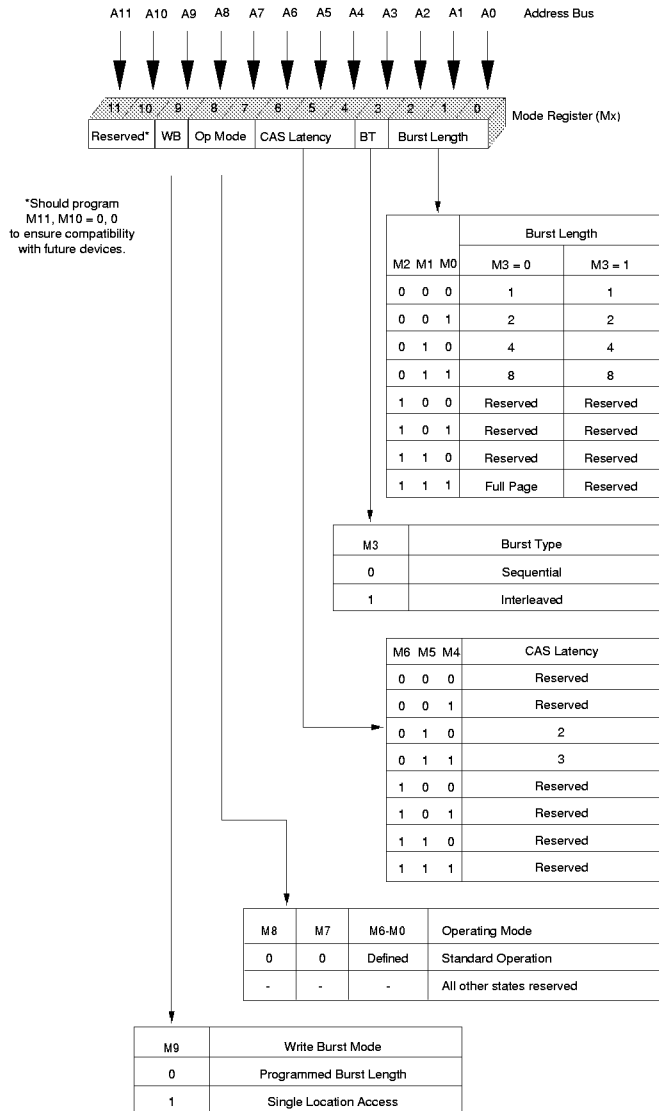 A11 A10 A9 A8 A7 A6 A5 A4 A3 A2 A1 A0 Address Bus
11 10 9 8 7 6 5 4 3 2 1 0
Mode Register (Mx)
Reserved* WB Op Mode CAS Latency BT Burst Length
*Should program
M11, M10 = 0, 0
to ensure compatibility
with future devices.
Burst Length
M2 M1 M0 M3 = 0 M3 = 1
0 0 0 1 1
0 0 1 2 2
0 1 0 4 4
0 1 1 8 8
1 0 0 Reserved Reserved
1 0 1 Reserved Reserved
1 1 0 Reserved Reserved
1 1 1 Full Page Reserved
M3 Burst Type
0 Sequential
1 Interleaved
M6 M5 M4 CAS Latency
0 0 0 Reserved
0 0 1 Reserved
0 1 0 2
0 1 1 3
1 0 0 Reserved
1 0 1 Reserved
1 1 0 Reserved
1 1 1 Reserved
M8 M7 M6-M0 Operating Mode
0 0 Defined Standard Operation
- - - All other states reserved
M9 Write Burst Mode
0 Programmed Burst Length
1 Single Location Access